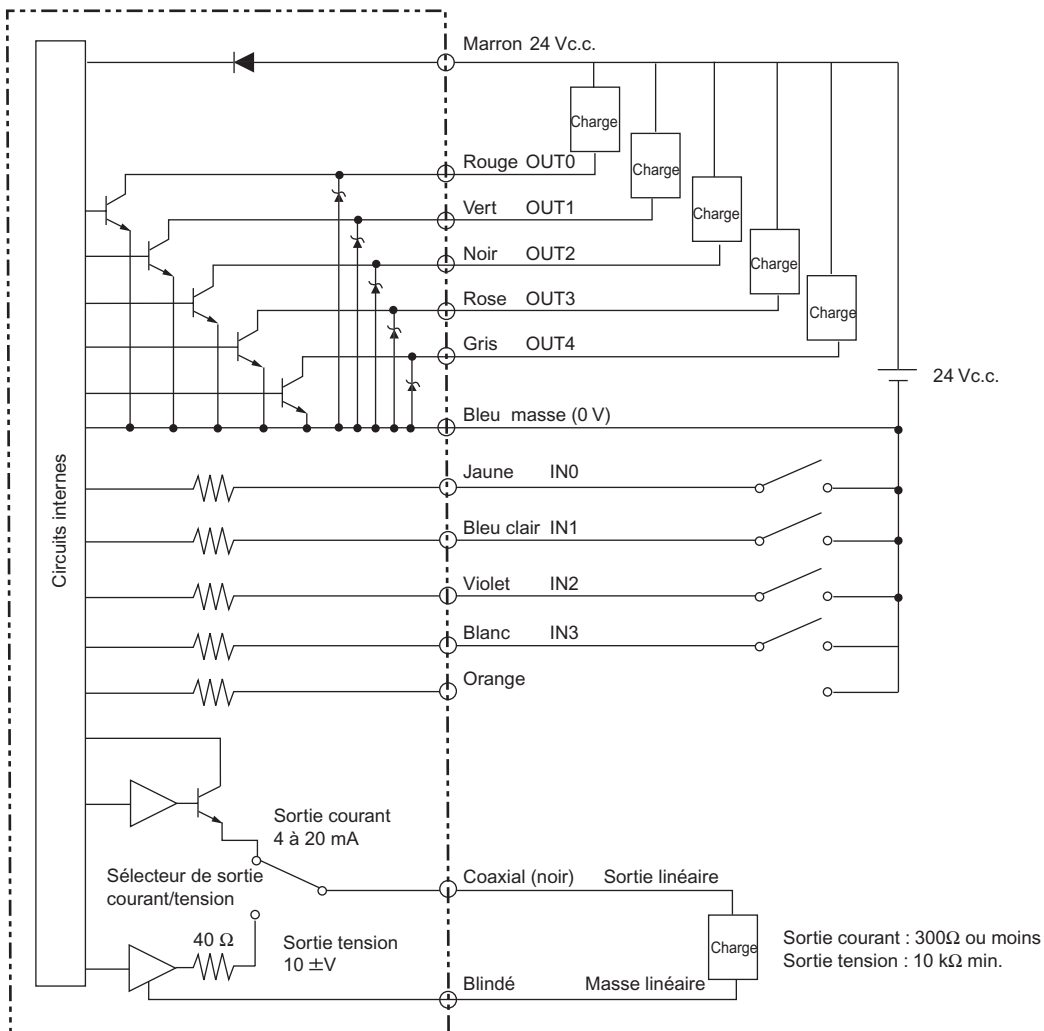 Marron 24 Vc.c.
Charge
Rouge OUT0
Charge
Vert OUT1
Charge
Noir OUT2
Charge
Rose OUT3
Charge
Gris OUT4
24 Vc.c.
Bleu masse (0 V)
Circuits internes
Jaune IN0
Bleu clair IN1
Violet IN2
Blanc IN3
Orange
Sortie courant
4 à 20 mA
Sélecteur de sortie
courant/tension
Coaxial (noir) Sortie linéaire
40 Ω
Sortie tension
10 ±V
Charge
Sortie courant : 300Ω ou moins
Sortie tension : 10 kΩ min.
Blindé Masse linéaire